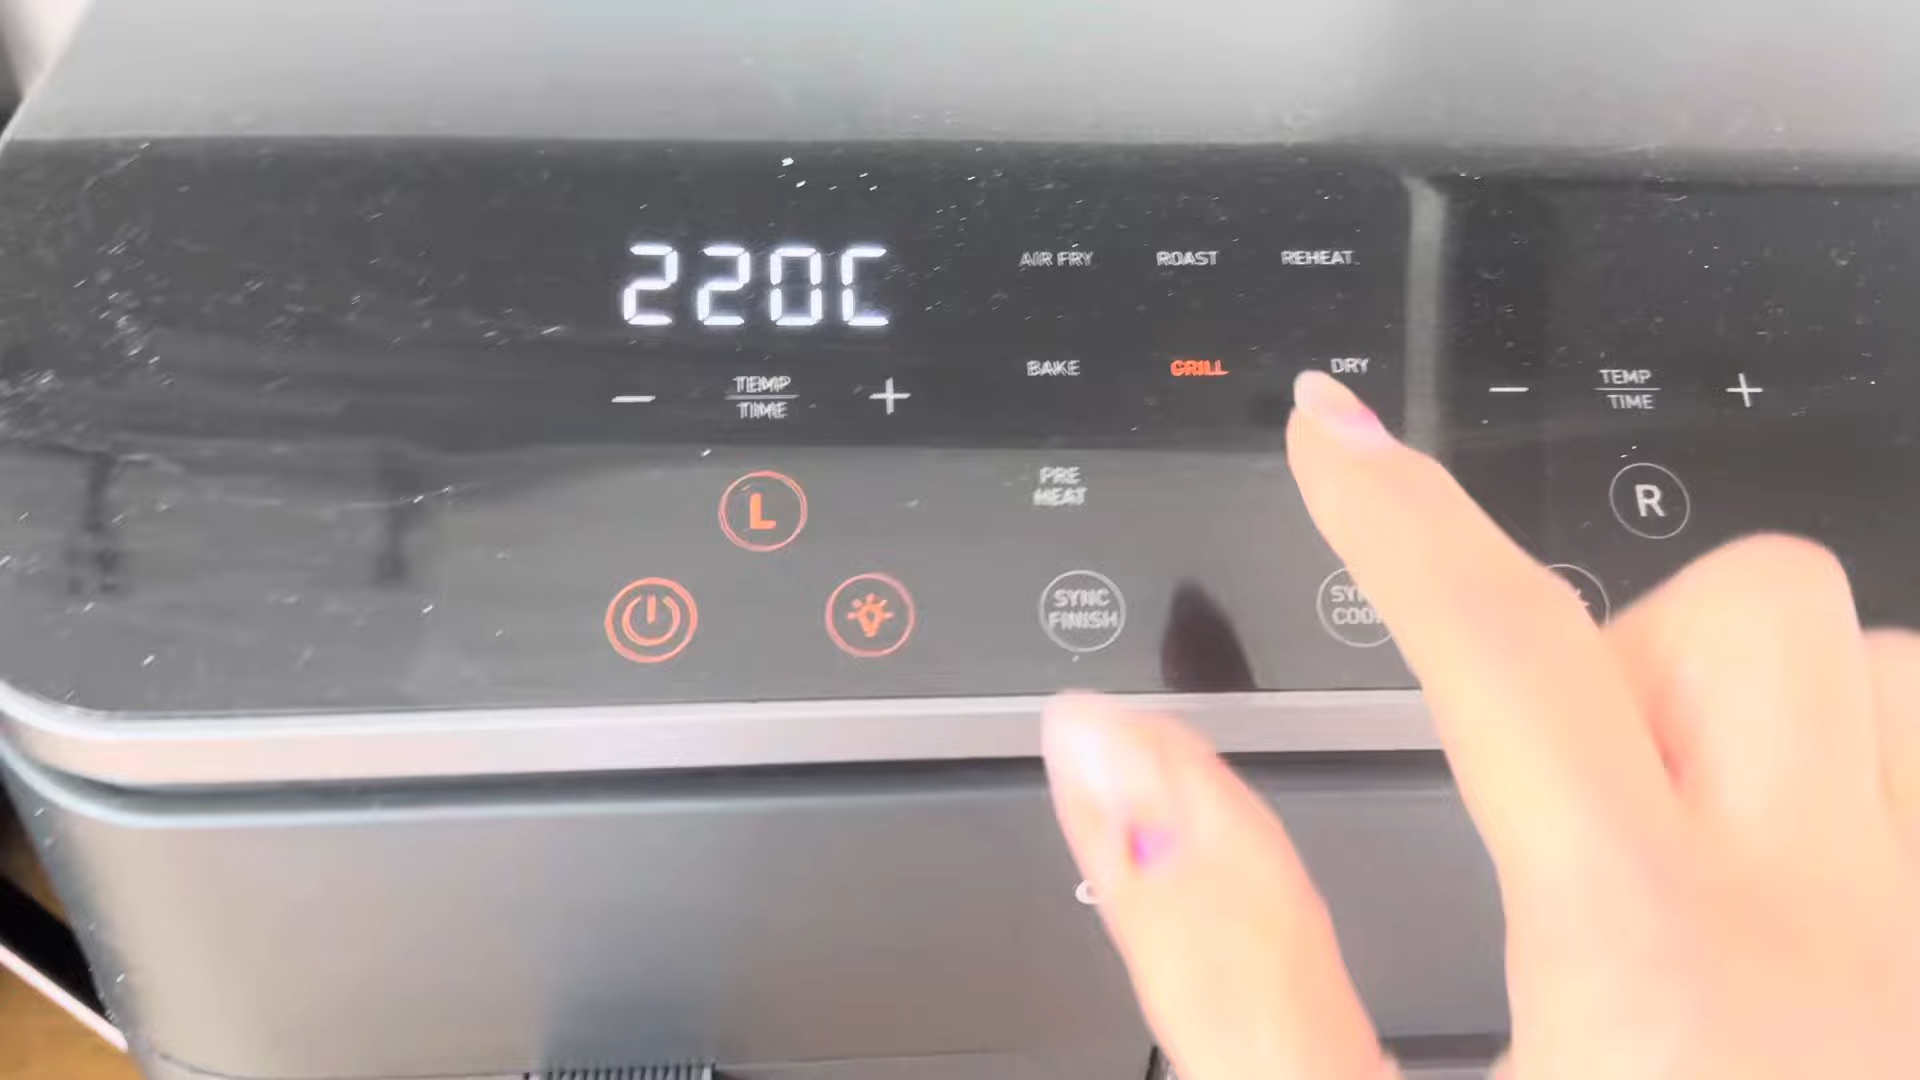 220C
AIR FRY ROAST REHEAT
BAKE GRILL DRY
− TEMP TIME +
− TEMP TIME +
L
PRE HEAT
R
SYNC FINISH